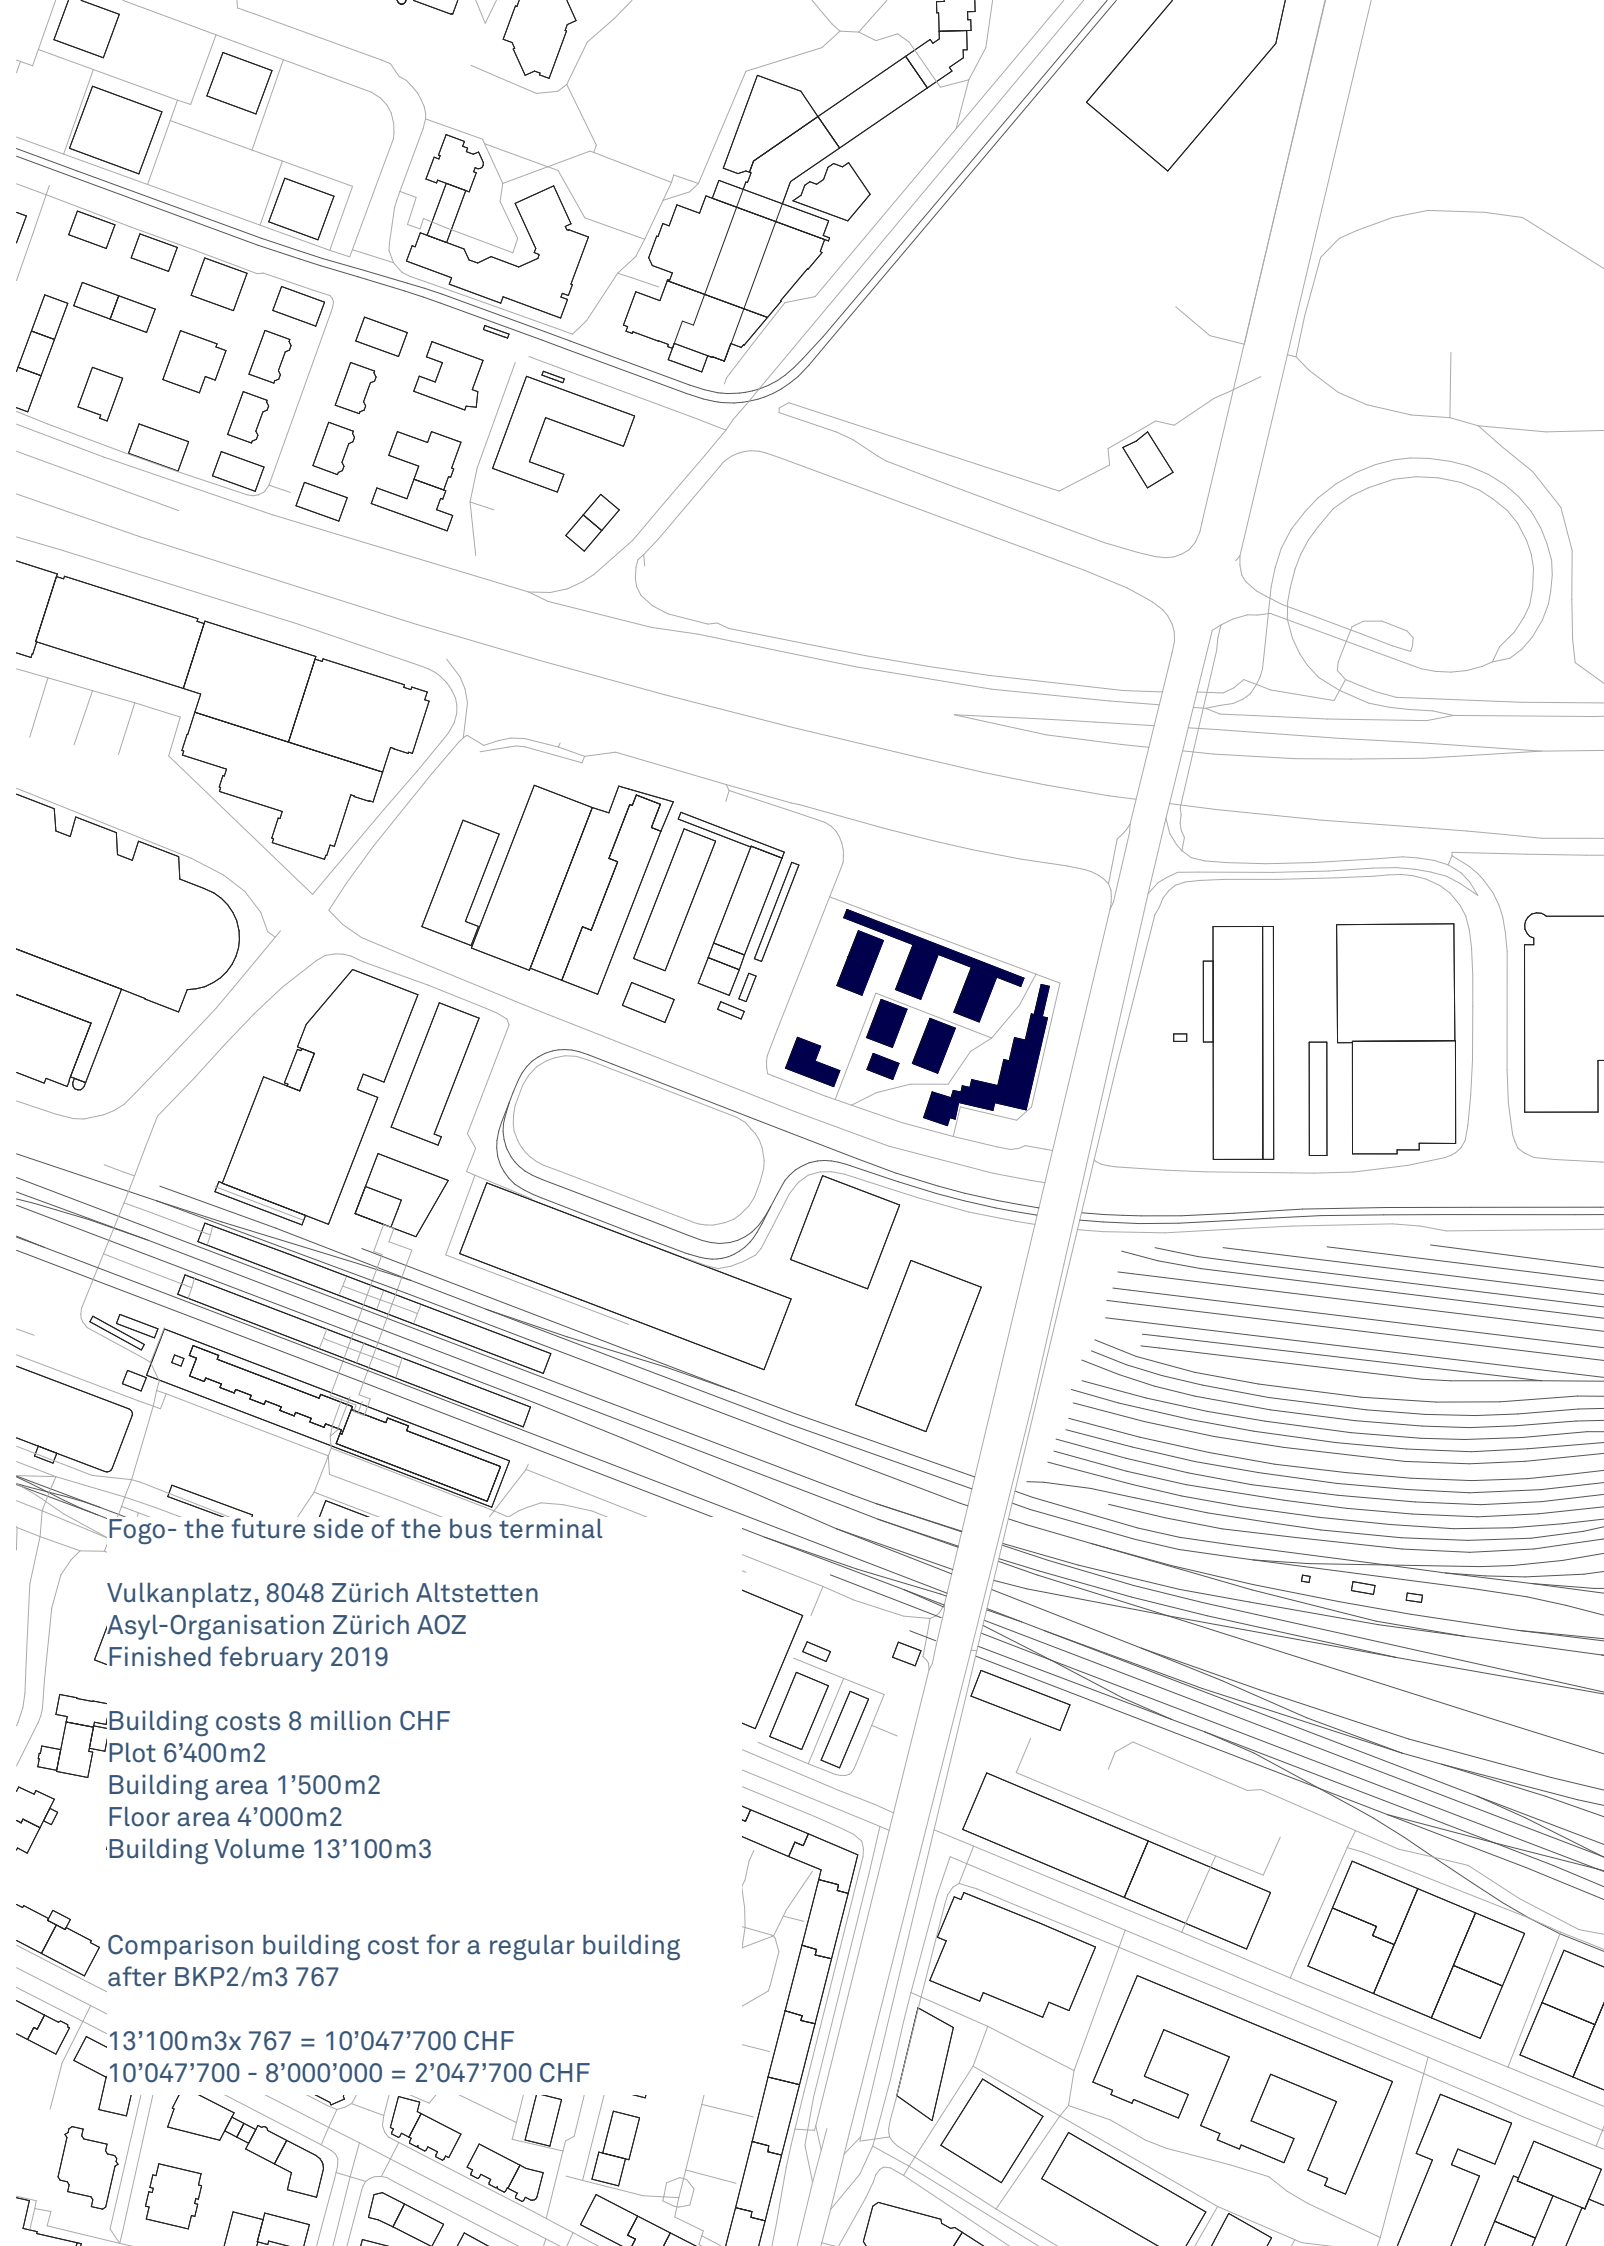 Fogo- the future side of the bus terminal
Vulkanplatz, 8048 Zürich Altstetten
Asyl-Organisation Zürich AOZ
Finished february 2019
Building costs 8 million CHF
Plot 6’400m2
Building area 1’500m2
Floor area 4’000m2
Building Volume 13’100m3
Comparison building cost for a regular building
after BKP2/m3 767
13’100m3x 767 = 10’047’700 CHF
10’047’700 - 8’000’000 = 2’047’700 CHF